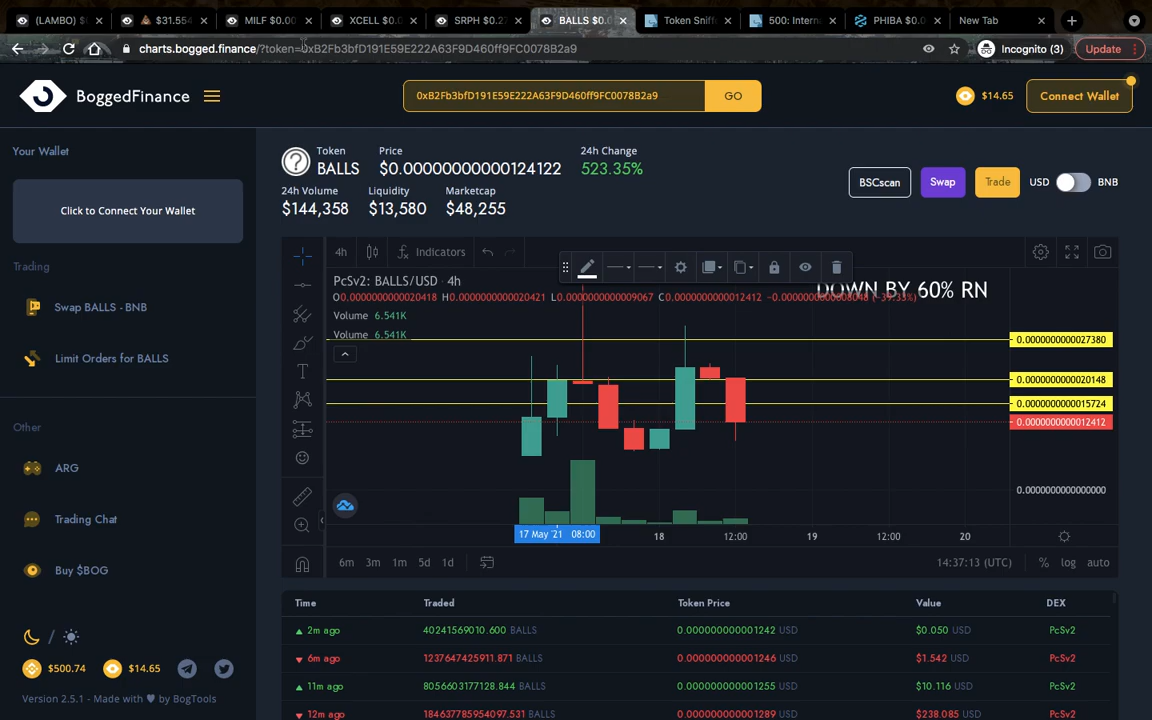 (LAMBO) $
$31.554
MILF $0.00
XCELL $0.0
SRPH $0.2
BALLS $0.0
Token Sniff
500: Intern
PHIBA $0.
New Tab
charts.bogged.finance/?token=0xB2Fb3bfD191E59E222A63F9D460ff9FC0078B2a9
Incognito (3)
Update
BoggedFinance
0xB2Fb3bfD191E59E222A63F9D460ff9FC0078B2a9
GO
$14.65
Connect Wallet
Your Wallet
Click to Connect Your Wallet
Trading
Swap BALLS - BNB
Limit Orders for BALLS
Other
ARG
Trading Chat
Buy $BOG
$500.74
$14.65
Version 2.5.1 - Made with ♥ by BogTools
Token Price 24h Change
BALLS $0.00000000000124122 523.35%
24h Volume Liquidity Marketcap
$144,358 $13,580 $48,255
BSCscan
Swap
Trade
USD
BNB
4h
Indicators
PcSv2: BALLS/USD · 4h
DOWN BY 60% RN
O0.0000000000020418 H0.0000000000020421 L0.0000000000009067 C0.0000000000012412
Volume 6.541K
Volume 6.541K
0.0000000000027380
0.0000000000020148
0.0000000000015724
0.0000000000012412
0.0000000000000000
17 May '21 08:00
18
12:00
19
12:00
20
6m 3m 1m 5d 1d
14:37:13 (UTC)
% log auto
Time Traded Token Price Value DEX
2m ago 40241569010.600 BALLS 0.000000000001242 USD $0.050 USD PcSv2
6m ago 1237647425911.871 BALLS 0.000000000001246 USD $1.542 USD PcSv2
11m ago 8056603177128.844 BALLS 0.000000000001255 USD $10.116 USD PcSv2
12m ago 184637785954097.531 BALLS 0.000000000001289 USD $238.085 USD PcSv2